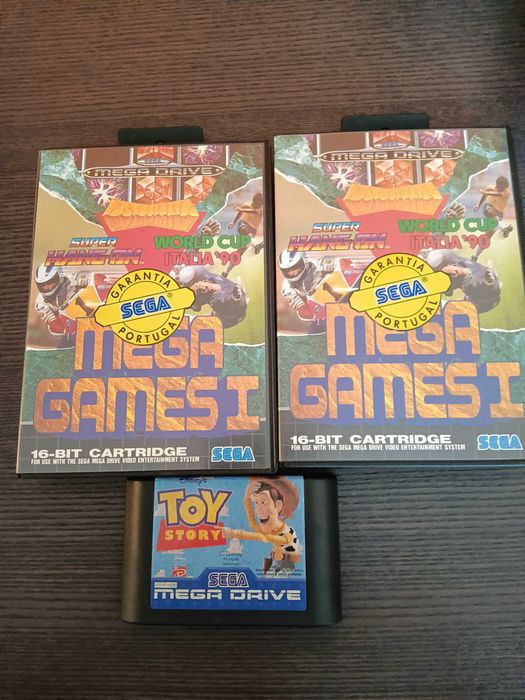 SEGA
MEGA DRIVE
COLUMNS
SUPER
HANG-ON
WORLD CUP
ITALIA '90
GARANTIA
SEGA
PORTUGAL
MEGA
GAMES I
16-BIT CARTRIDGE
FOR USE WITH THE SEGA MEGA DRIVE VIDEO ENTERTAINMENT SYSTEM
SEGA
SEGA
MEGA DRIVE
COLUMNS
SUPER
HANG-ON
WORLD CUP
ITALIA '90
GARANTIA
SEGA
PORTUGAL
MEGA
GAMES I
16-BIT CARTRIDGE
FOR USE WITH THE SEGA MEGA DRIVE VIDEO ENTERTAINMENT SYSTEM
SEGA
Disney's
TOY
STORY
© Disney
SEGA
MEGA DRIVE